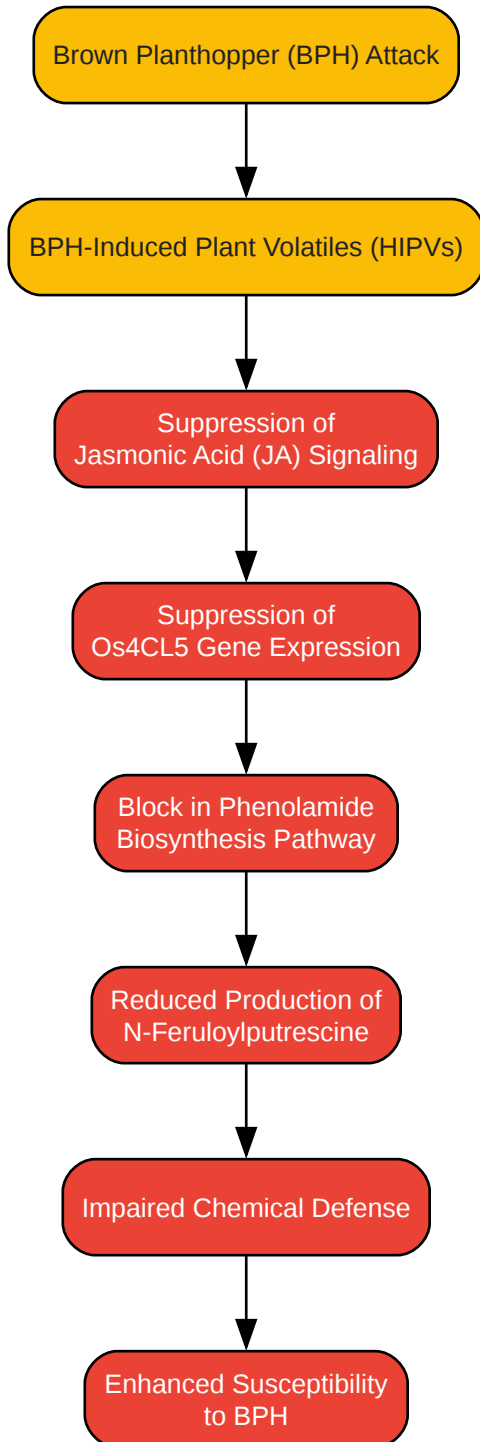 Brown Planthopper (BPH) Attack
BPH-Induced Plant Volatiles (HIPVs)
Suppression of
Jasmonic Acid (JA) Signaling
Suppression of
Os4CL5 Gene Expression
Block in Phenolamide
Biosynthesis Pathway
Reduced Production of
N-Feruloylputrescine
Impaired Chemical Defense
Enhanced Susceptibility
to BPH